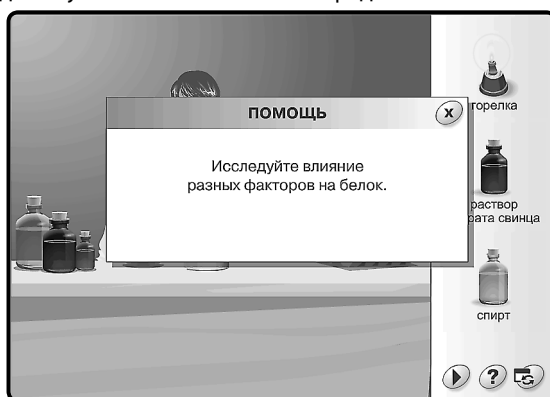 ПОМОЩЬ
x
Исследуйте влияние
разных факторов на белок.
горелка
раствор
рата свинца
спирт
?